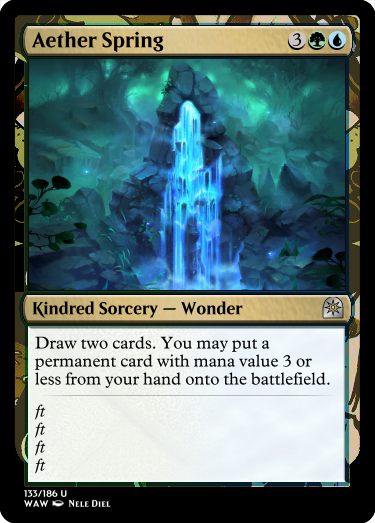 Aether Spring 3
Kindred Sorcery — Wonder
Draw two cards. You may put a
permanent card with mana value 3 or
less from your hand onto the battlefield.
ft
ft
ft
ft
133/186 U
WAW Nele Diel